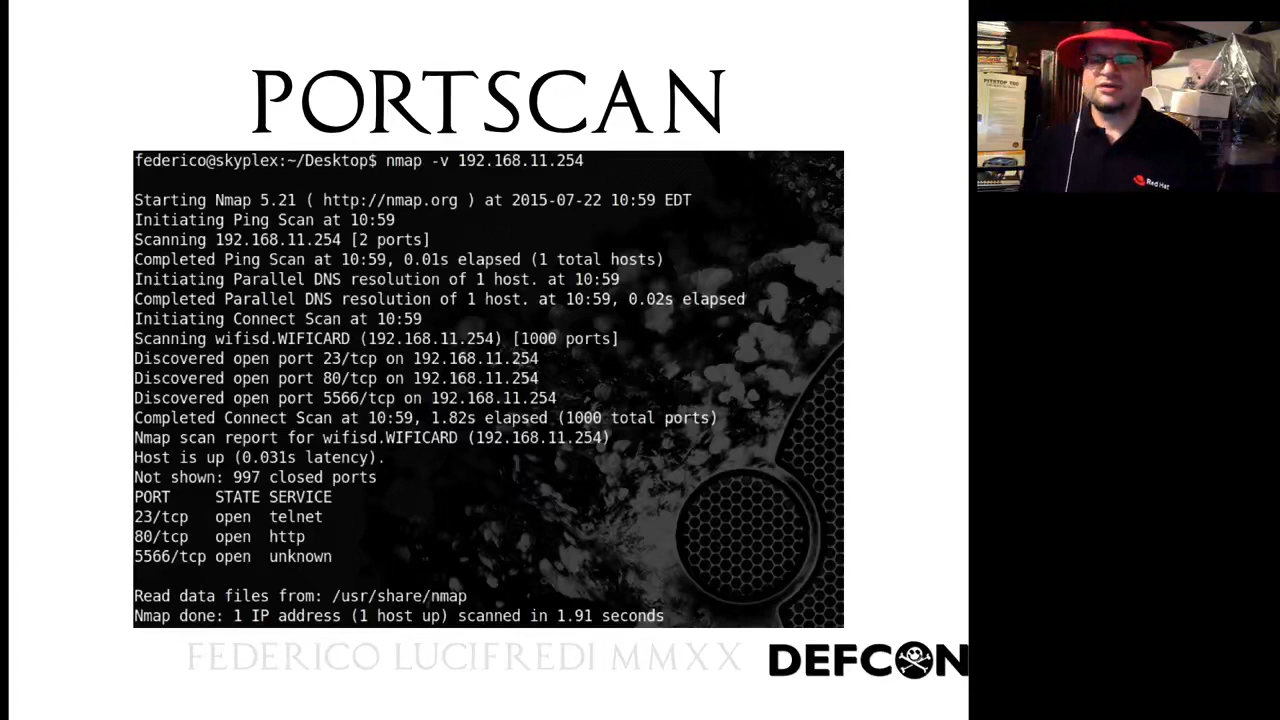 PORTSCAN
federico@skyplex:~/Desktop$ nmap -v 192.168.11.254
Starting Nmap 5.21 ( http://nmap.org ) at 2015-07-22 10:59 EDT
Initiating Ping Scan at 10:59
Scanning 192.168.11.254 [2 ports]
Completed Ping Scan at 10:59, 0.01s elapsed (1 total hosts)
Initiating Parallel DNS resolution of 1 host. at 10:59
Completed Parallel DNS resolution of 1 host. at 10:59, 0.02s elapsed
Initiating Connect Scan at 10:59
Scanning wifisd.WIFICARD (192.168.11.254) [1000 ports]
Discovered open port 23/tcp on 192.168.11.254
Discovered open port 80/tcp on 192.168.11.254
Discovered open port 5566/tcp on 192.168.11.254
Completed Connect Scan at 10:59, 1.82s elapsed (1000 total ports)
Nmap scan report for wifisd.WIFICARD (192.168.11.254)
Host is up (0.031s latency).
Not shown: 997 closed ports
PORT STATE SERVICE
23/tcp open telnet
80/tcp open http
5566/tcp open unknown
Read data files from: /usr/share/nmap
Nmap done: 1 IP address (1 host up) scanned in 1.91 seconds
FEDERICO LUCIFREDI MMXX
DEFCON
Red Hat